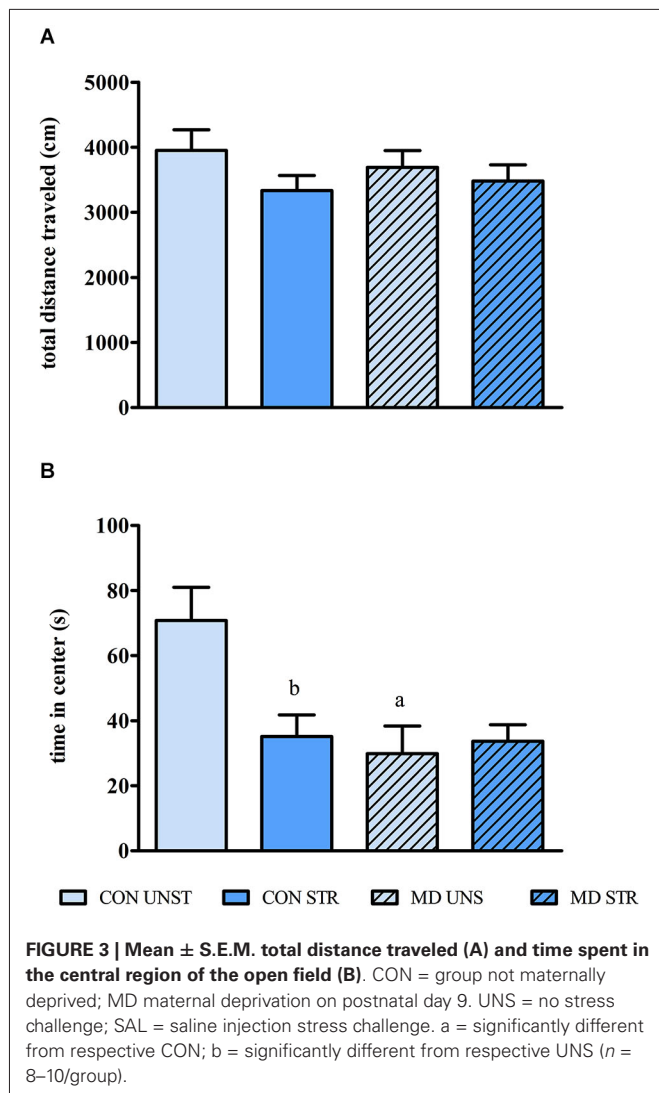 A
5000
4000
3000
2000
1000
0
total distance traveled (cm)
B
100
80
60
40
20
0
time in center (s)
b
a
CON UNST CON STR MD UNS MD STR
FIGURE 3 | Mean ± S.E.M. total distance traveled (A) and time spent in
the central region of the open field (B). CON = group not maternally
deprived; MD maternal deprivation on postnatal day 9. UNS = no stress
challenge; SAL = saline injection stress challenge. a = significantly different
from respective CON; b = significantly different from respective UNS (n =
8–10/group).